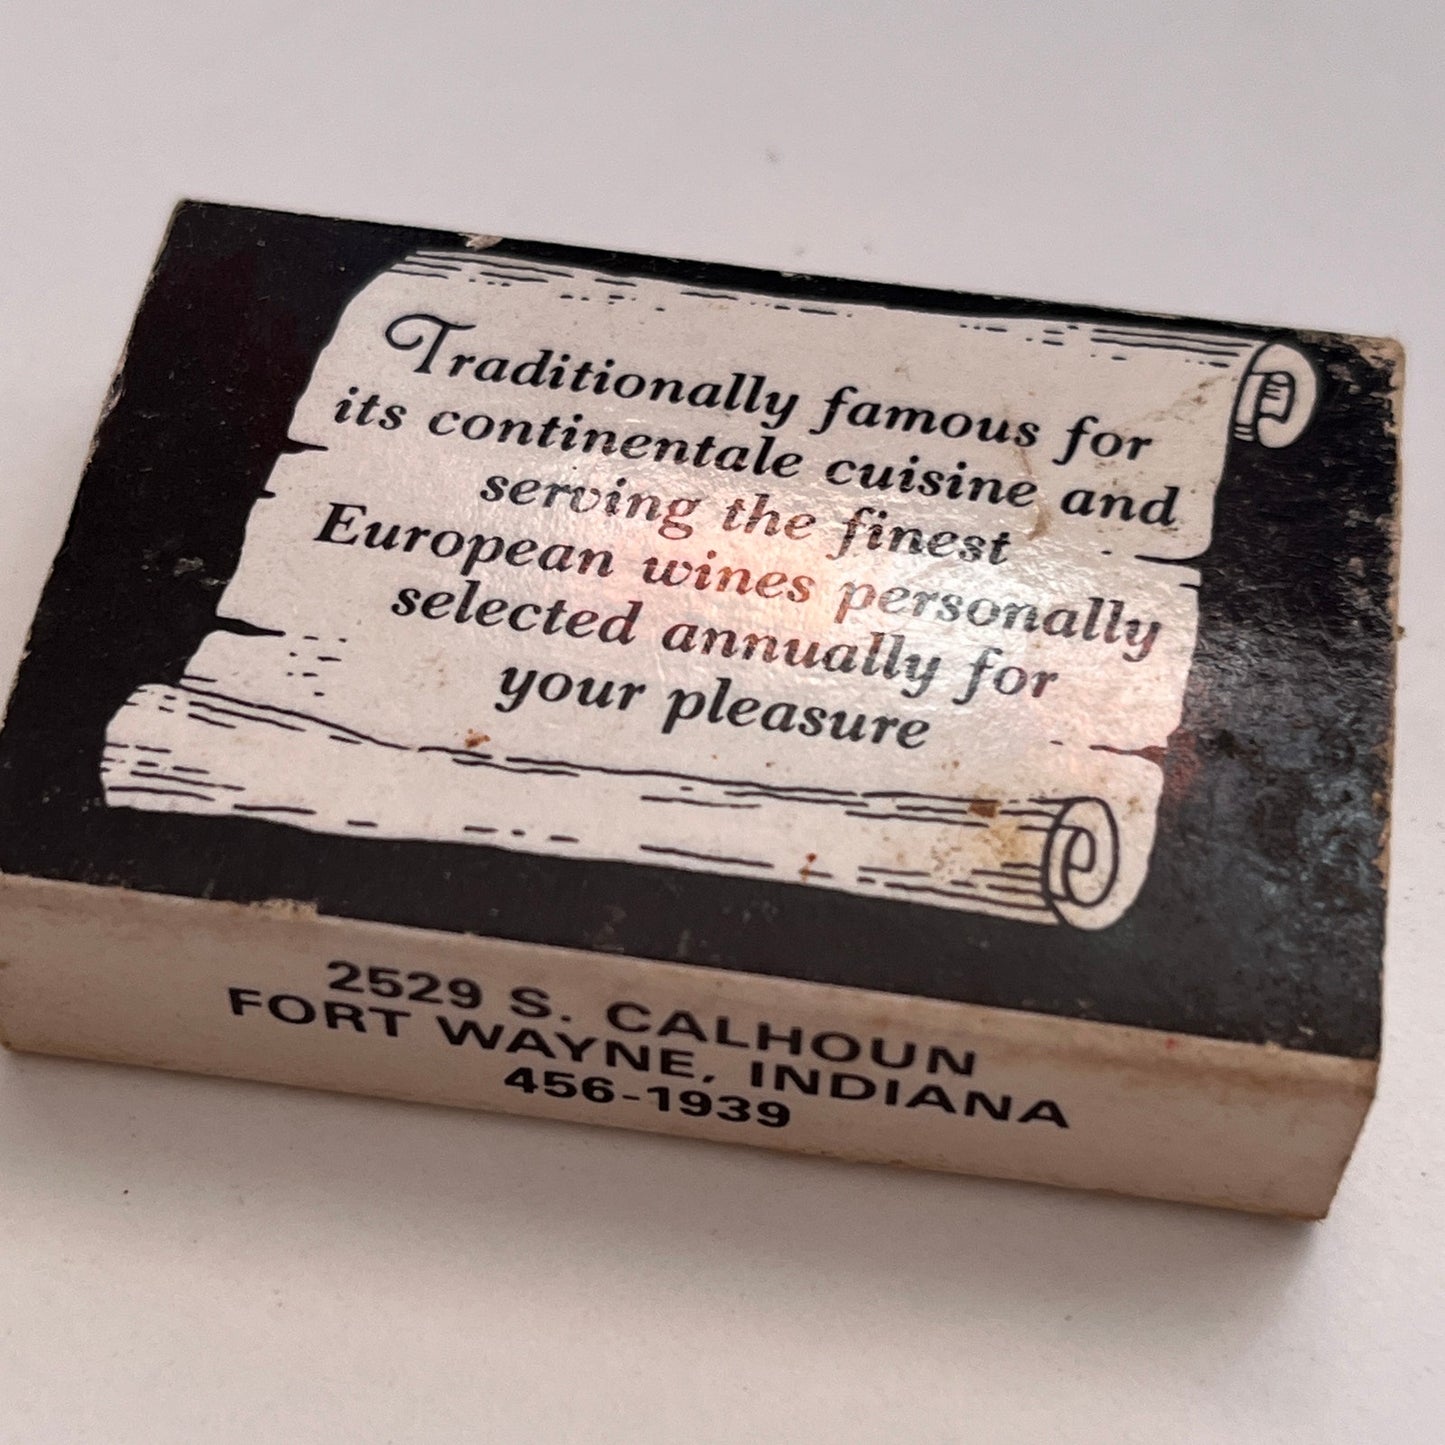 Traditionally famous for
its continentale cuisine and
serving the finest
European wines personally
selected annually for
your pleasure
2529 S. CALHOUN
FORT WAYNE, INDIANA
456-1939